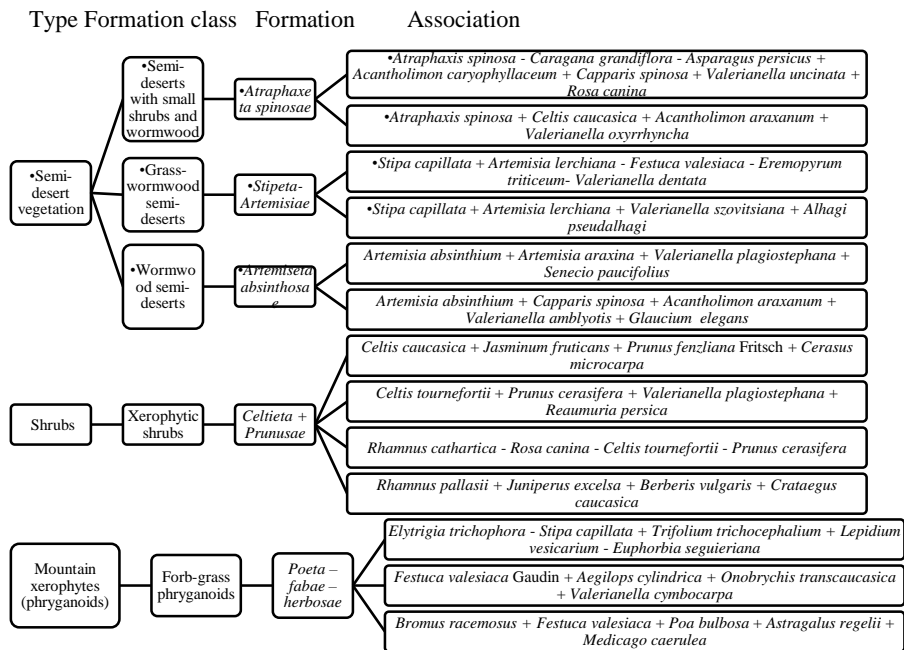 Type Formation class Formation Association
•Semi-desert
vegetation
•Semi-
deserts
with small
shrubs and
wormwood
•Atraphaxe
ta spinosae
•Atraphaxis spinosa - Caragana grandiflora - Asparagus persicus +
Acantholimon caryophyllaceum + Capparis spinosa + Valerianella uncinata +
Rosa canina
•Atraphaxis spinosa + Celtis caucasica + Acantholimon araxanum +
Valerianella oxyrrhyncha
•Grass-
wormwood
semi-
deserts
•Stipeta-
Artemisiae
•Stipa capillata + Artemisia lerchiana - Festuca valesiaca - Eremopyrum
triticeum- Valerianella dentata
•Stipa capillata + Artemisia lerchiana + Valerianella szovitsiana + Alhagi
pseudalhagi
•Wormwo
od semi-
deserts
•Artemiseta
absinthosa
e
Artemisia absinthium + Artemisia araxina + Valerianella plagiostephana +
Senecio paucifolius
Artemisia absinthium + Capparis spinosa + Acantholimon araxanum +
Valerianella amblyotis + Glaucium elegans
Shrubs
Xerophytic
shrubs
Celtieta +
Prunusae
Celtis caucasica + Jasminum fruticans + Prunus fenzliana Fritsch + Cerasus
microcarpa
Celtis tournefortii + Prunus cerasifera + Valerianella plagiostephana +
Reaumuria persica
Rhamnus cathartica - Rosa canina - Celtis tournefortii - Prunus cerasifera
Rhamnus pallasii + Juniperus excelsa + Berberis vulgaris + Crataegus
caucasica
Mountain
xerophytes
(phryganoids)
Forb-grass
phryganoids
Poeta –
fabae–
herbosae
Elytrigia trichophora - Stipa capillata + Trifolium trichocephalium + Lepidium
vesicarium - Euphorbia seguieriana
Festuca valesiaca Gaudin + Aegilops cylindrica + Onobrychis transcaucasica
+ Valerianella cymbocarpa
Bromus racemosus + Festuca valesiaca + Poa bulbosa + Astragalus regelii +
Medicago caerulea